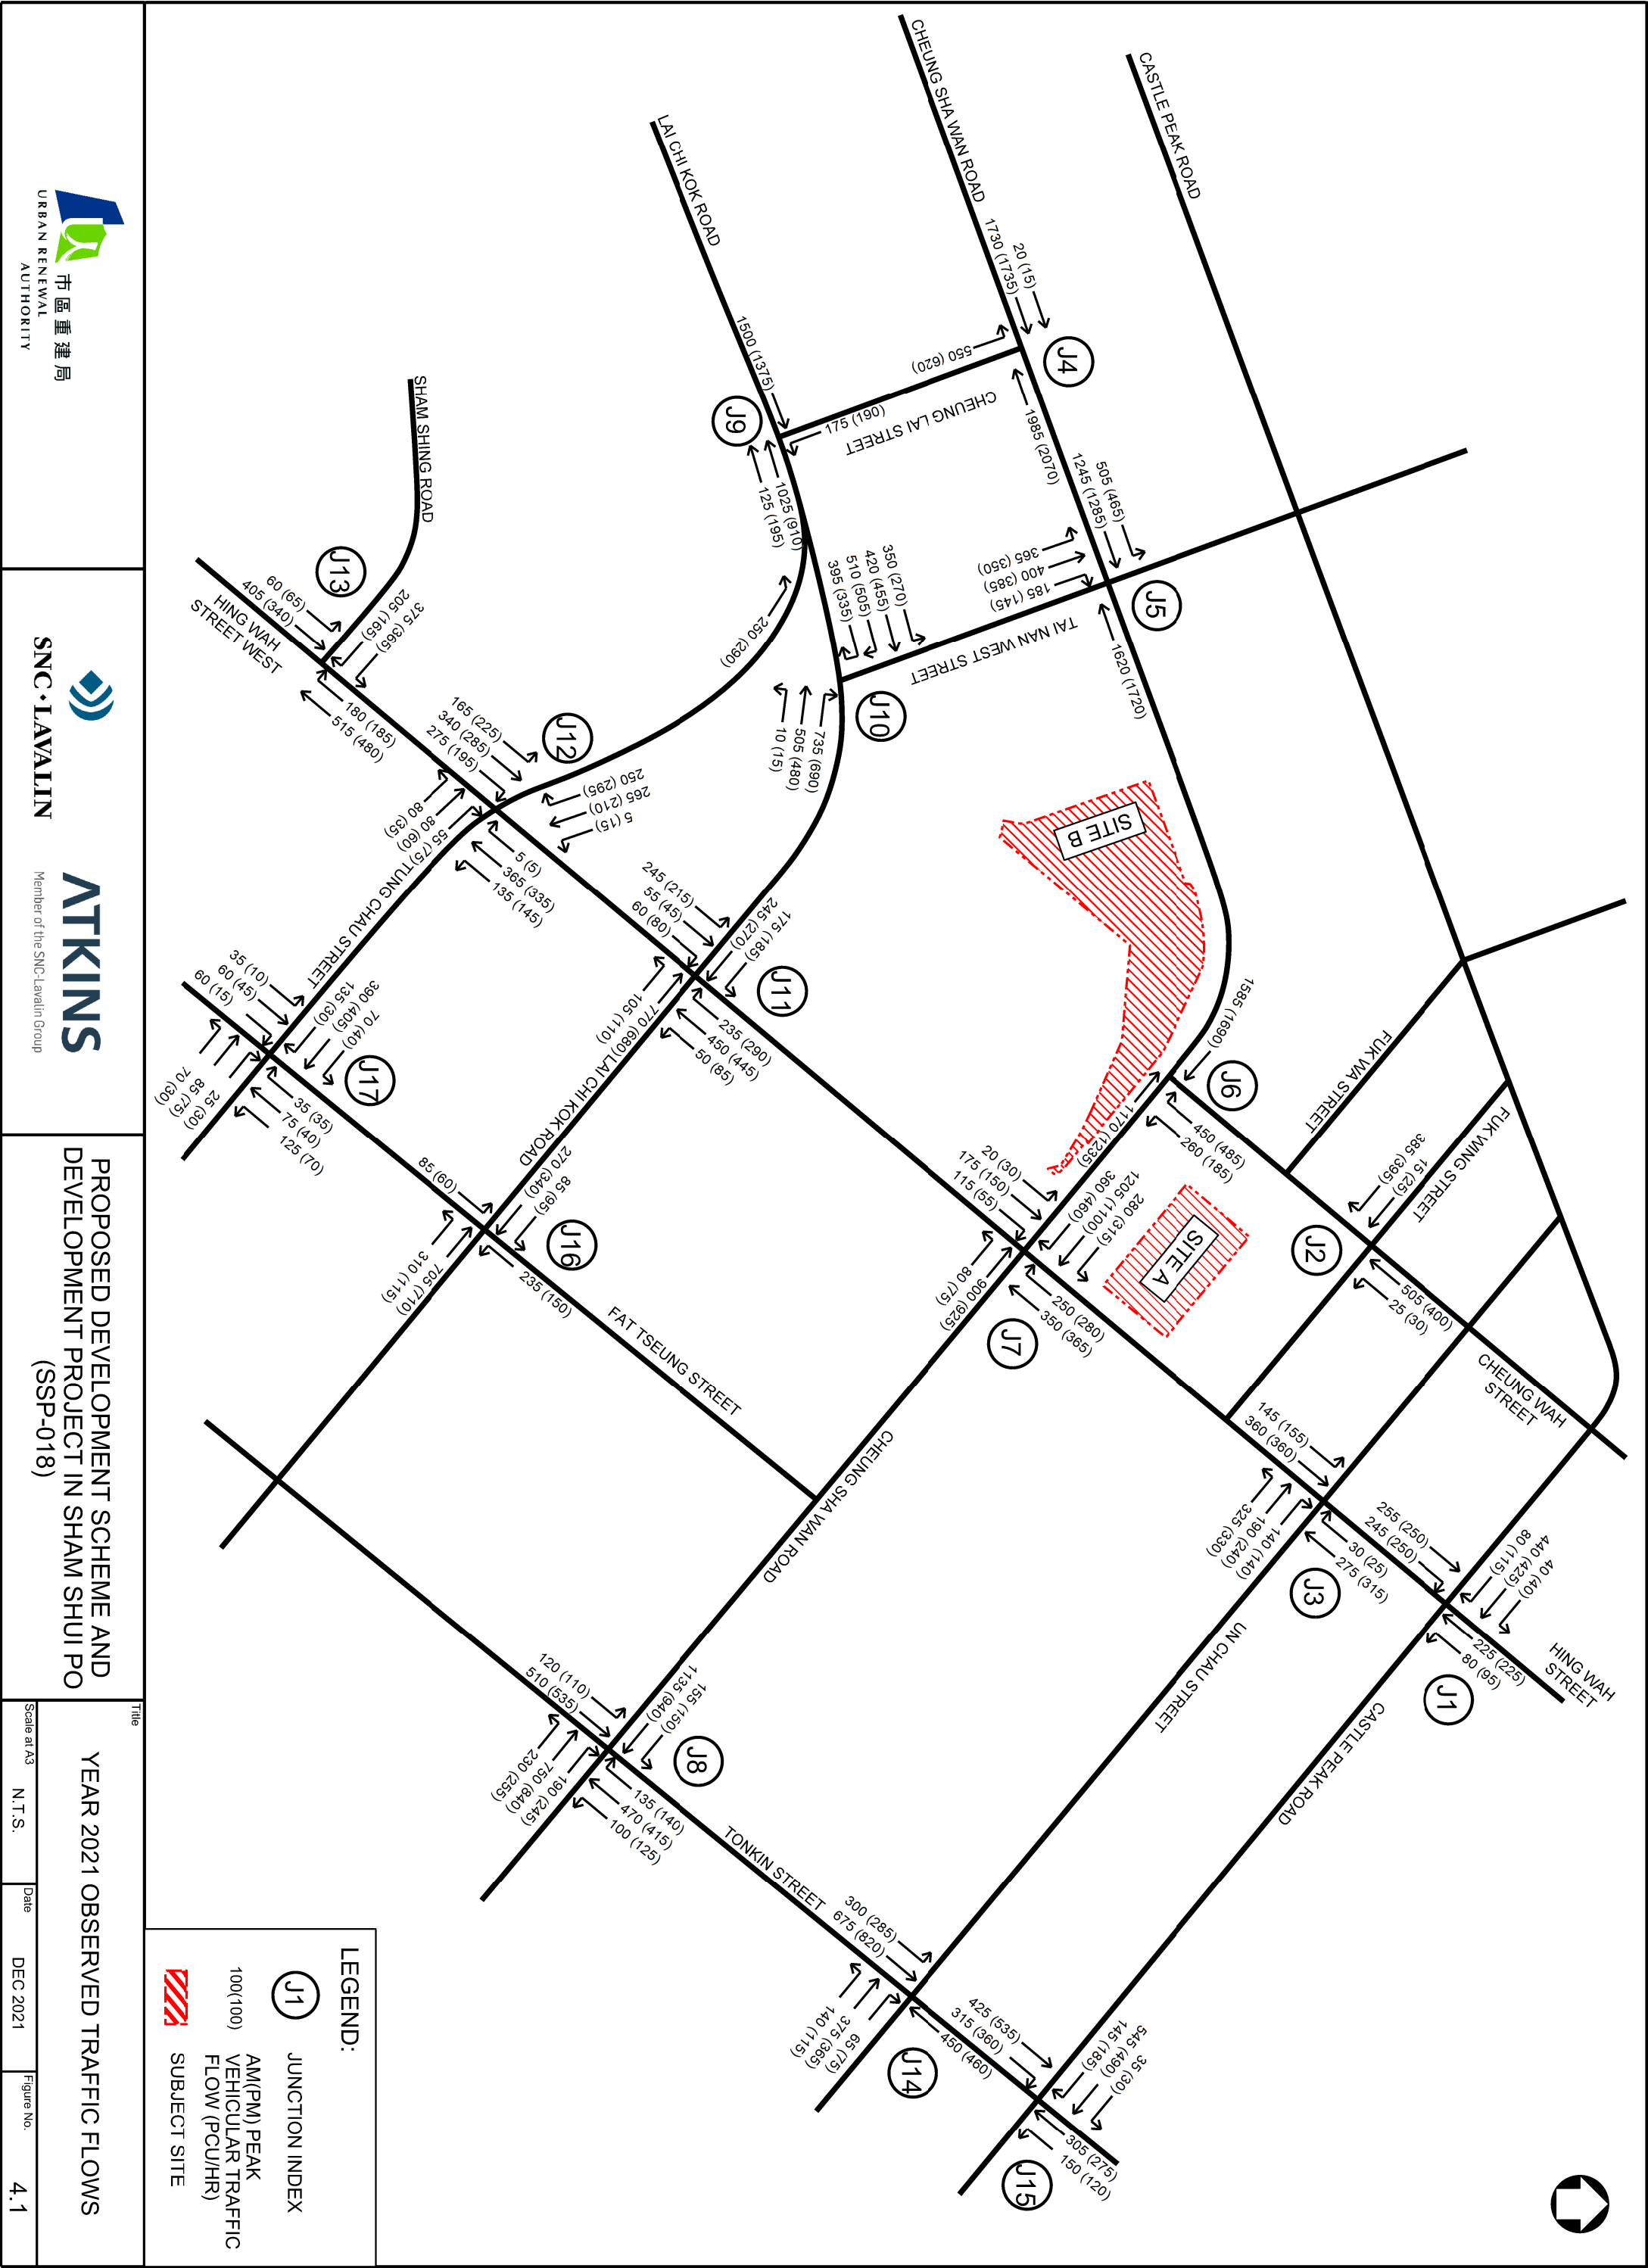 CASTLE PEAK ROAD
CHEUNG SHA WAN ROAD
LAI CHI KOK ROAD
20 (15)
1730 (1735)
J4
550 (620)
1985 (2070)
CHEUNG LAI STREET
1500 (1375)
175 (190)
J9
1025 (910)
125 (195)
505 (465)
1245 (1285)
J5
365 (350)
400 (385)
185 (145)
1620 (1720)
TAI NAN WEST STREET
350 (270)
420 (455)
510 (505)
395 (335)
J10
735 (690)
505 (480)
10 (15)
250 (290)
SHAM SHING ROAD
J13
60 (65)
405 (340)
HING WAH
STREET WEST
375 (365)
205 (165)
180 (185)
515 (480)
J12
165 (225)
340 (285)
275 (195)
250 (295)
265 (210)
5 (15)
80 (35)
80 (60)
55 (75)
5 (5)
365 (335)
135 (145)
TUNG CHAU STREET
SITE B
1585 (1690)
J6
450 (485)
260 (185)
1170 (1235)
FUK WA STREET
FUK WING STREET
385 (395)
15 (25)
J2
505 (400)
25 (30)
CHEUNG WAH
STREET
245 (215)
55 (45)
60 (80)
175 (185)
245 (270)
J11
235 (290)
450 (445)
50 (85)
105 (110)
770 (680)
LAI CHI KOK ROAD
20 (30)
175 (150)
115 (55)
280 (315)
1205 (1100)
360 (460)
SITE A
250 (280)
350 (365)
J7
900 (925)
80 (75)
35 (10)
60 (45)
60 (15)
70 (40)
390 (405)
135 (30)
J17
35 (35)
75 (40)
125 (70)
25 (30)
85 (75)
70 (30)
85 (60)
85 (95)
270 (340)
J16
235 (150)
705 (710)
310 (115)
FAT TSEUNG STREET
CHEUNG SHA WAN ROAD
145 (155)
360 (360)
J3
30 (25)
275 (315)
140 (140)
190 (240)
325 (330)
UN CHAU STREET
255 (250)
245 (250)
40 (40)
440 (425)
80 (115)
HING WAH
STREET
225 (225)
80 (95)
J1
CASTLE PEAK ROAD
120 (110)
510 (535)
155 (150)
1135 (940)
J8
135 (140)
470 (415)
100 (125)
190 (245)
750 (840)
230 (255)
TONKIN STREET
300 (285)
675 (820)
J14
450 (460)
65 (75)
375 (365)
140 (115)
425 (535)
315 (360)
35 (30)
545 (490)
145 (185)
305 (275)
150 (120)
J15
LEGEND:
J1
JUNCTION INDEX
100(100)
AM(PM) PEAK
VEHICULAR TRAFFIC
FLOW (PCU/HR)
SUBJECT SITE
市區重建局
URBAN RENEWAL
AUTHORITY
SNC·LAVALIN
ATKINS
Member of the SNC-Lavalin Group
PROPOSED DEVELOPMENT SCHEME AND
DEVELOPMENT PROJECT IN SHAM SHUI PO
(SSP-018)
Title
YEAR 2021 OBSERVED TRAFFIC FLOWS
Scale at A3
N.T.S.
Date
DEC 2021
Figure No.
4.1